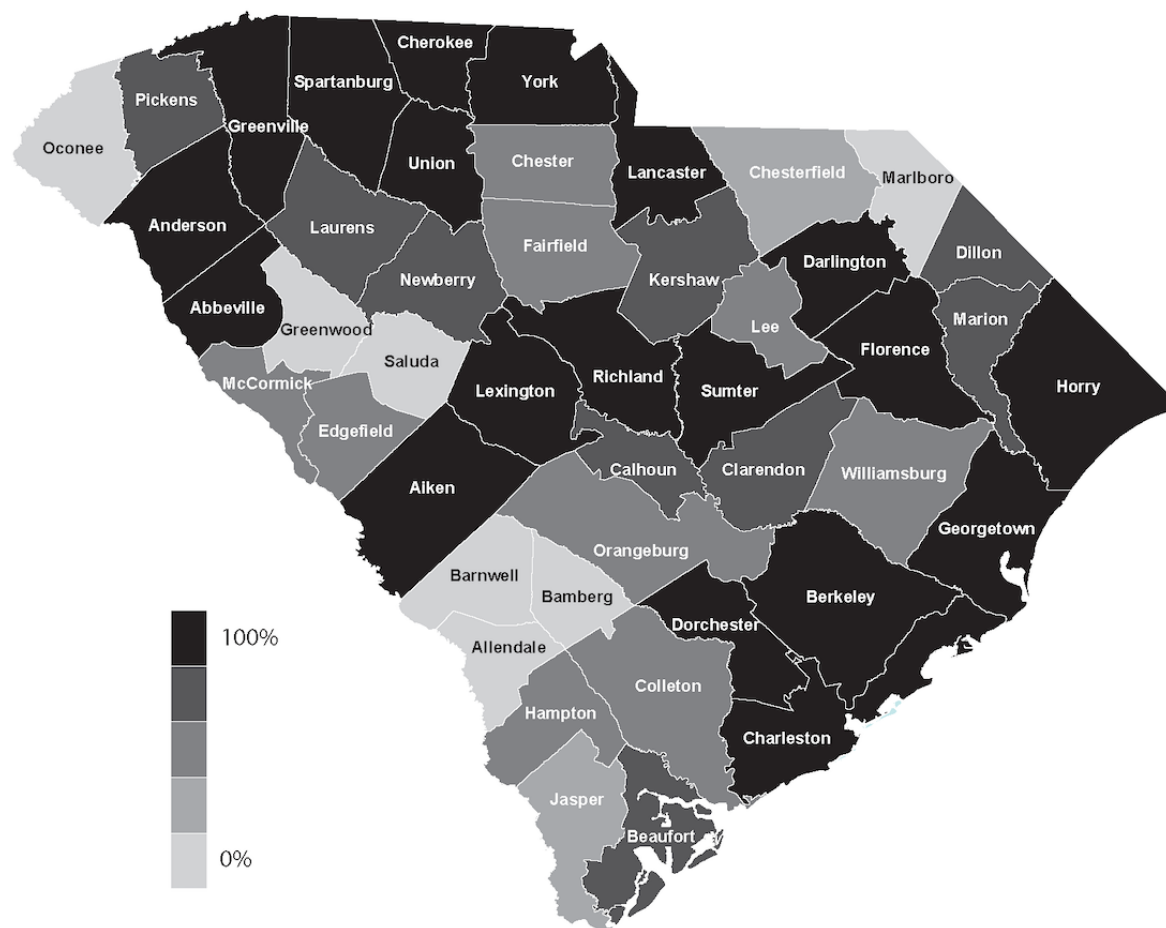 Cherokee
York
Spartanburg
Pickens
Greenville
Oconee
Union
Chester
Lancaster
Chesterfield
Marlboro
Anderson
Laurens
Fairfield
Darlington
Dillon
Newberry
Kershaw
Abbeville
Greenwood
Lee
Marion
Saluda
Florence
McCormick
Richland
Horry
Lexington
Sumter
Edgefield
Calhoun
Clarendon
Williamsburg
Aiken
Georgetown
Orangeburg
Barnwell
Bamberg
Berkeley
Dorchester
100%
Allendale
Colleton
Hampton
Charleston
Jasper
Beaufort
0%